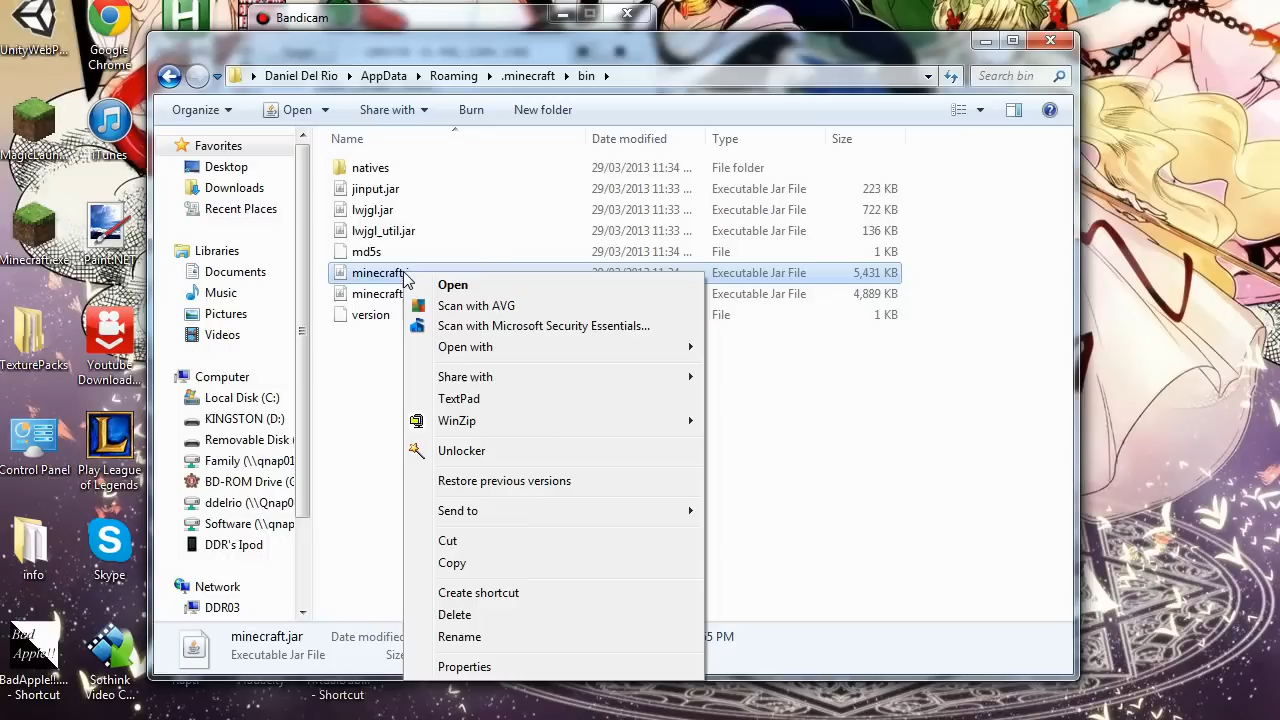 Bandicam
Daniel Del Rio
AppData
Roaming
.minecraft
bin
Search bin
Organize
Open
Share with
Burn
New folder
Name
Date modified
Type
Size
Favorites
Desktop
Downloads
Recent Places
Libraries
Documents
Music
Pictures
Videos
Computer
Local Disk (C:)
KINGSTON (D:)
Removable Disk
Family (\\qnap01
BD-ROM Drive (
ddelrio (\\Qnap0
Software (\\qnap
DDR's Ipod
Network
DDR03
natives 29/03/2013 11:34 ... File folder
jinput.jar 29/03/2013 11:33 ... Executable Jar File 223 KB
lwjgl.jar 29/03/2013 11:33 ... Executable Jar File 722 KB
lwjgl_util.jar 29/03/2013 11:33 ... Executable Jar File 136 KB
md5s 29/03/2013 11:34 ... File 1 KB
minecraft Executable Jar File 5,431 KB
minecraft Executable Jar File 4,889 KB
version File 1 KB
Open
Scan with AVG
Scan with Microsoft Security Essentials...
Open with
Share with
TextPad
WinZip
Unlocker
Restore previous versions
Send to
Cut
Copy
Create shortcut
Delete
Rename
Properties
minecraft.jar
Date modified
PM
Executable Jar File
UnityWebP...
Google
Chrome
MagicLaun...
iTunes
Minecraft.exe
Paint.NET
TexturePacks
Youtube
Download...
Control Panel
Play League
of Legends
info
Skype
Bad
Apple!!
BadApple!!....
- Shortcut
Sothink
Video C...
- Shortcut